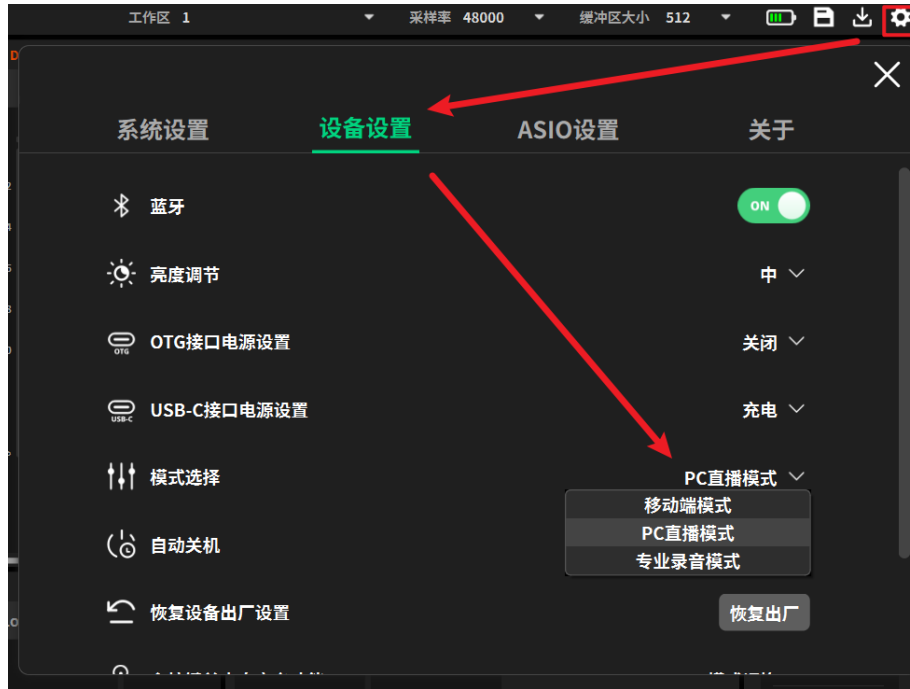 工作区 1 采样率 48000 缓冲区大小 512
D
系统设置 设备设置 ASIO设置 关于
蓝牙 ON
亮度调节 中
OTG OTG接口电源设置 关闭
USB-C USB-C接口电源设置 充电
模式选择 PC直播模式
移动端模式
PC直播模式
专业录音模式
自动关机
恢复设备出厂设置 恢复出厂